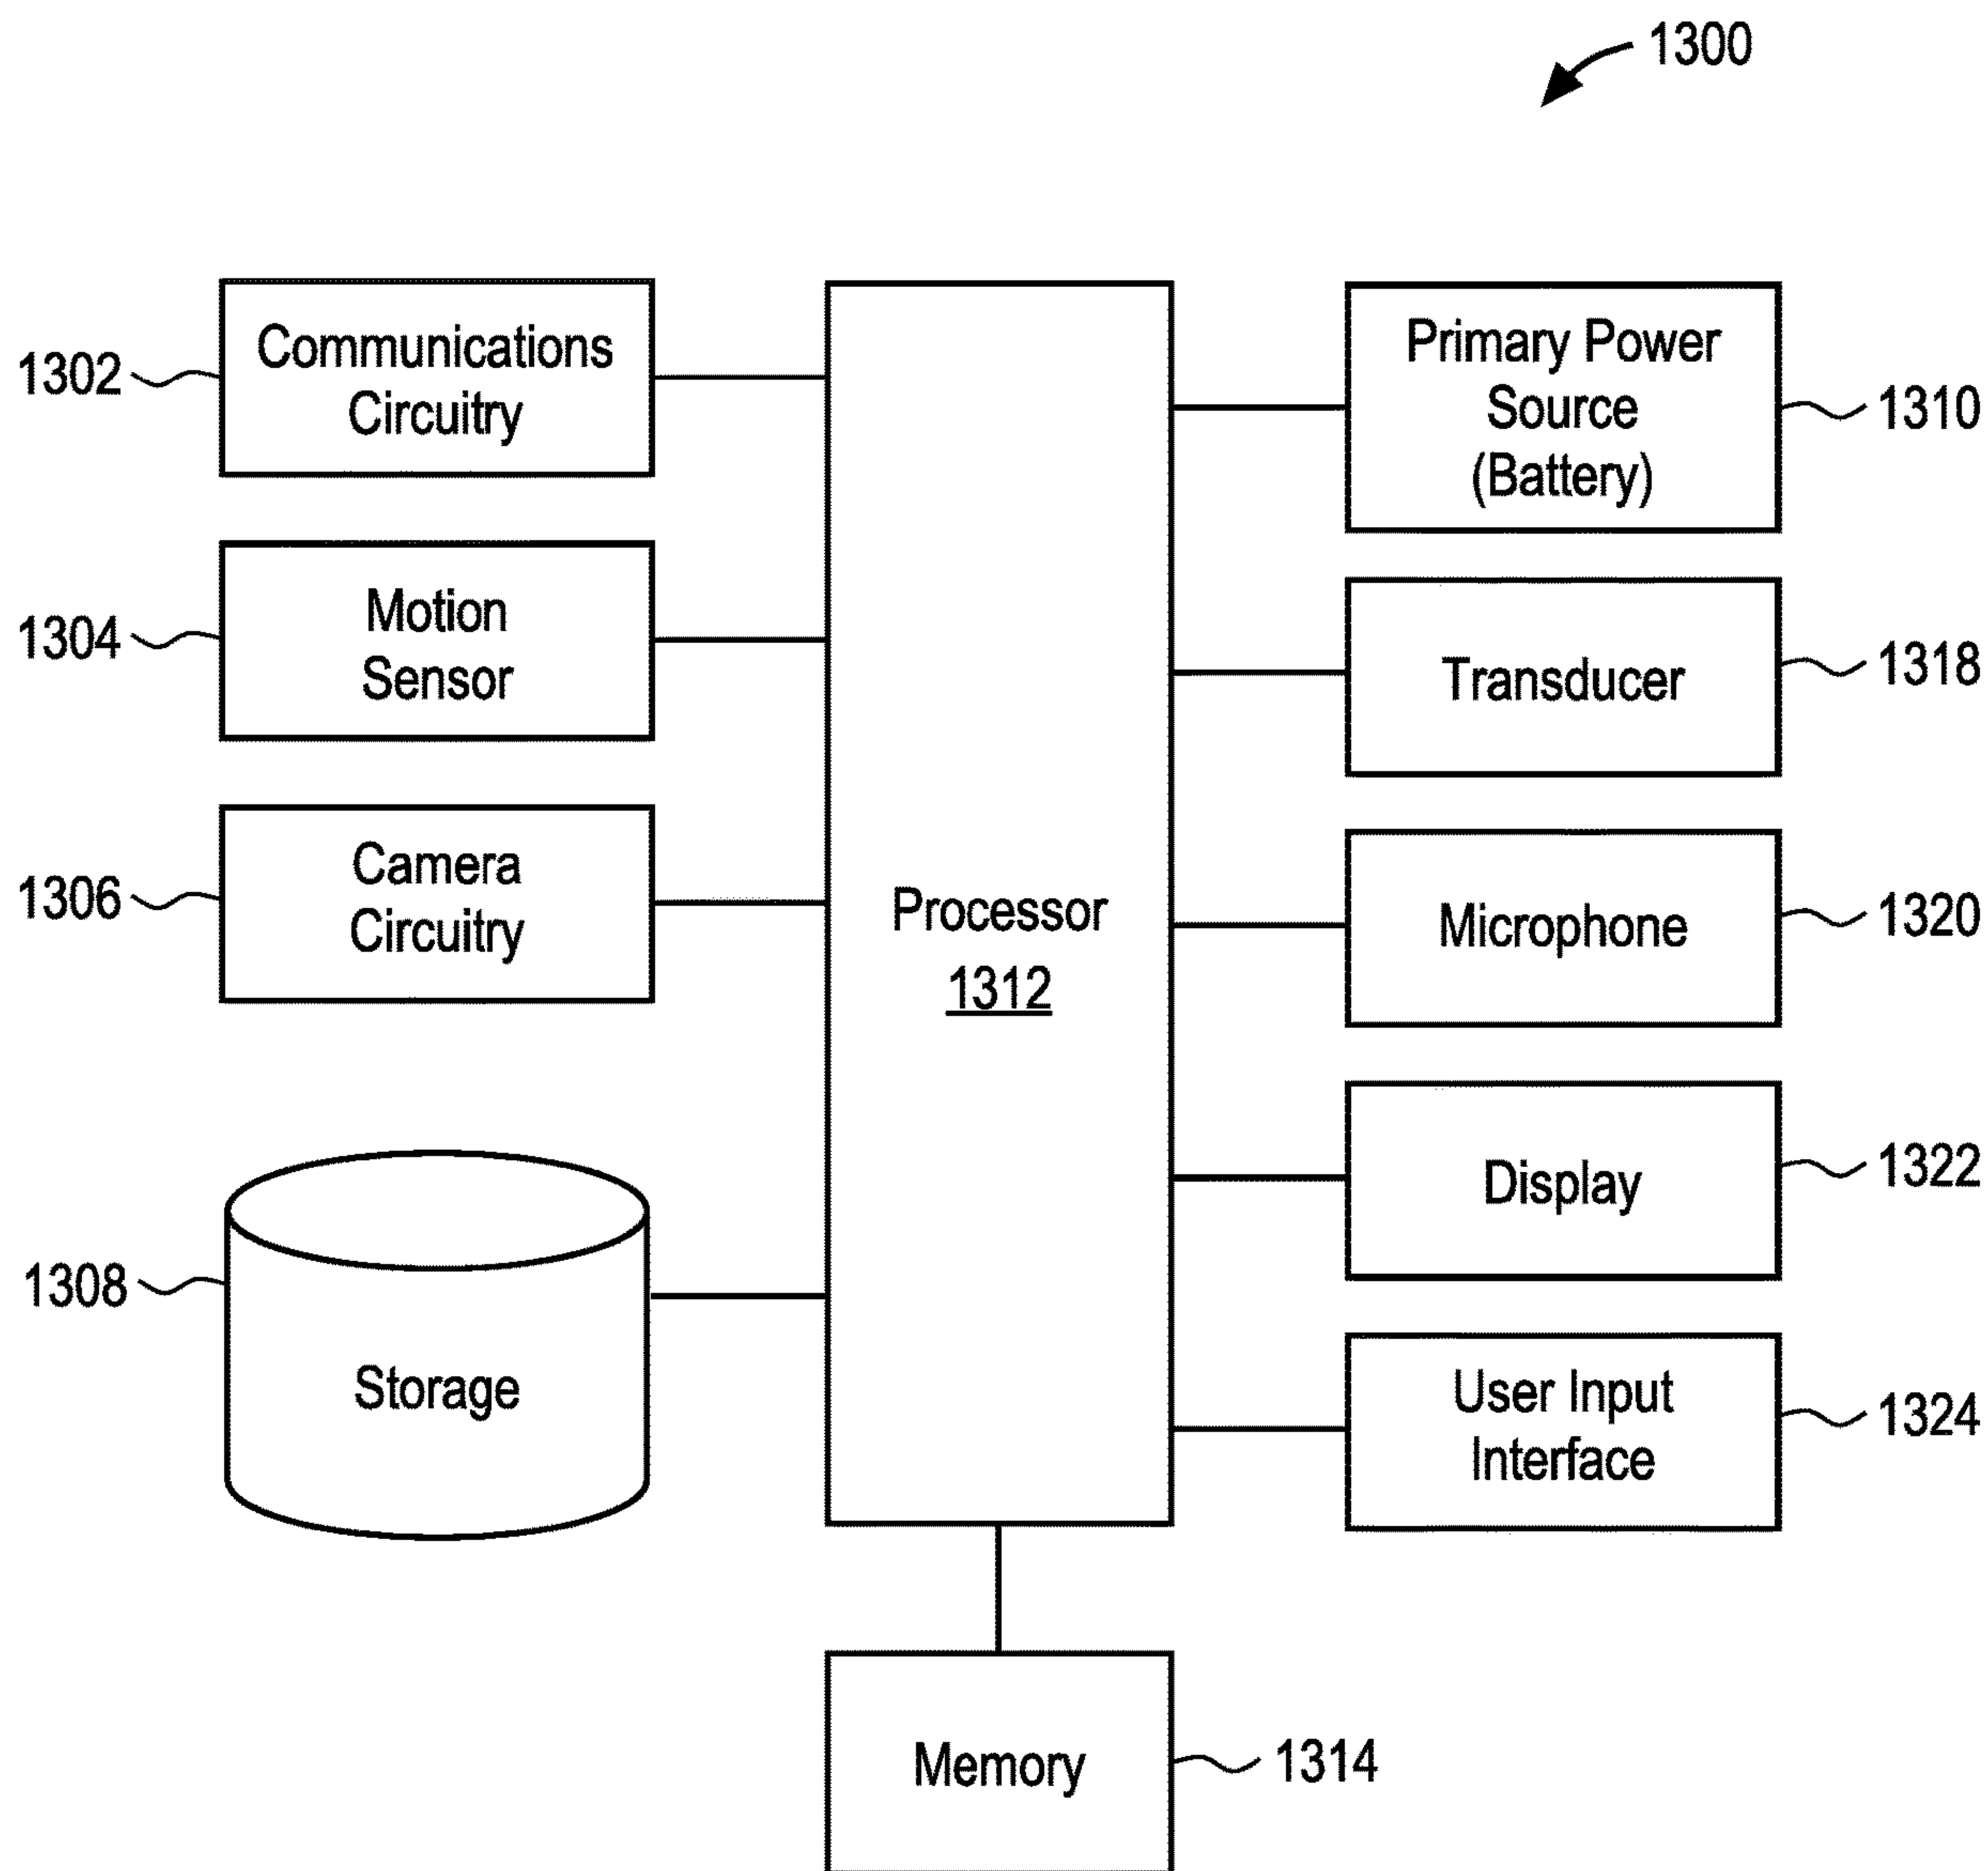 1300
1302
Communications
Circuitry
1304
Motion
Sensor
1306
Camera
Circuitry
1308
Storage
Processor
1312
Primary Power
Source
(Battery)
1310
Transducer
1318
Microphone
1320
Display
1322
User Input
Interface
1324
Memory
1314